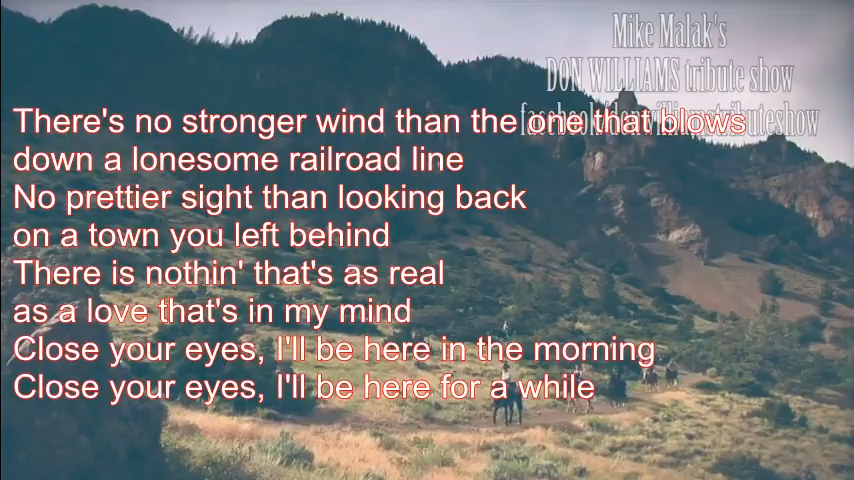 Mike Malak's
DON WILLIAMS tribute show
facebook/donwilliamstributeshow
There's no stronger wind than the one that blows
down a lonesome railroad line
No prettier sight than looking back
on a town you left behind
There is nothin' that's as real
as a love that's in my mind
Close your eyes, I'll be here in the morning
Close your eyes, I'll be here for a while